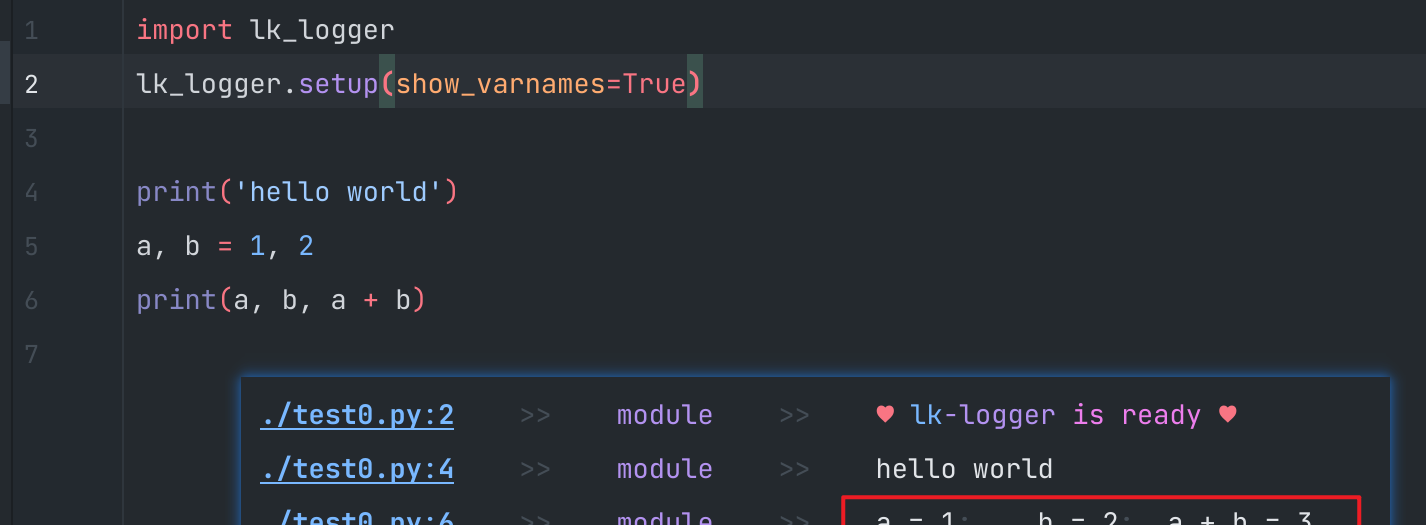 1 import lk_logger
2 lk_logger.setup(show_varnames=True)
3
4 print('hello world')
5 a, b = 1, 2
6 print(a, b, a + b)
7
./test0.py:2 >> module >> ♥ lk-logger is ready ♥
./test0.py:4 >> module >> hello world
./test0.py:6 >> module >> a = 1; b = 2; a + b = 3